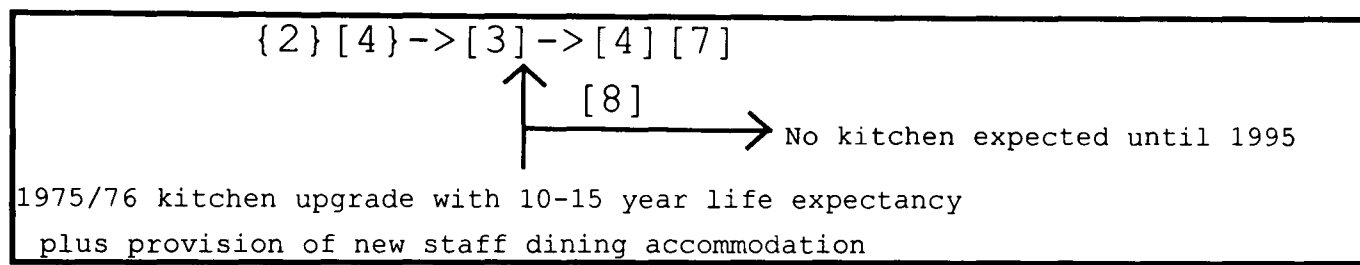 {2}[4}->[3]->[4][7]
[8]
No kitchen expected until 1995
1975/76 kitchen upgrade with 10-15 year life expectancy
plus provision of new staff dining accommodation